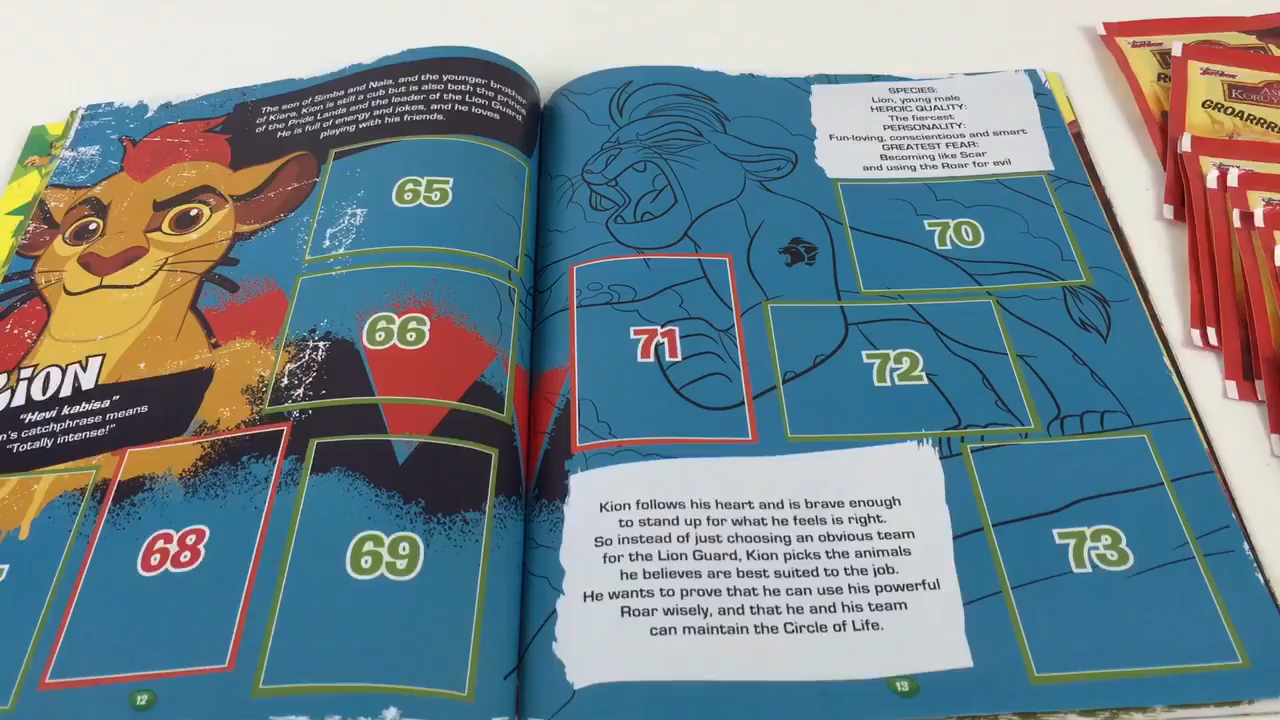 The son of Simba and Nala, and the younger brother
of Kiara, Kion is still a cub but is also both the prince
of the Pride Lands and the leader of the Lion Guard.
He is full of energy and jokes, and he loves
playing with his friends.
65
66
"Hevi kabisa"
catchphrase means
"Totally intense!"
68
69
12
SPECIES:
Lion, young male
HEROIC QUALITY:
The fiercest
PERSONALITY:
Fun-loving, conscientious and smart
GREATEST FEAR:
Becoming like Scar
and using the Roar for evil
70
71
72
Kion follows his heart and is brave enough
to stand up for what he feels is right.
So instead of just choosing an obvious team
for the Lion Guard, Kion picks the animals
he believes are best suited to the job.
He wants to prove that he can use his powerful
Roar wisely, and that he and his team
can maintain the Circle of Life.
73
13
GROARRR